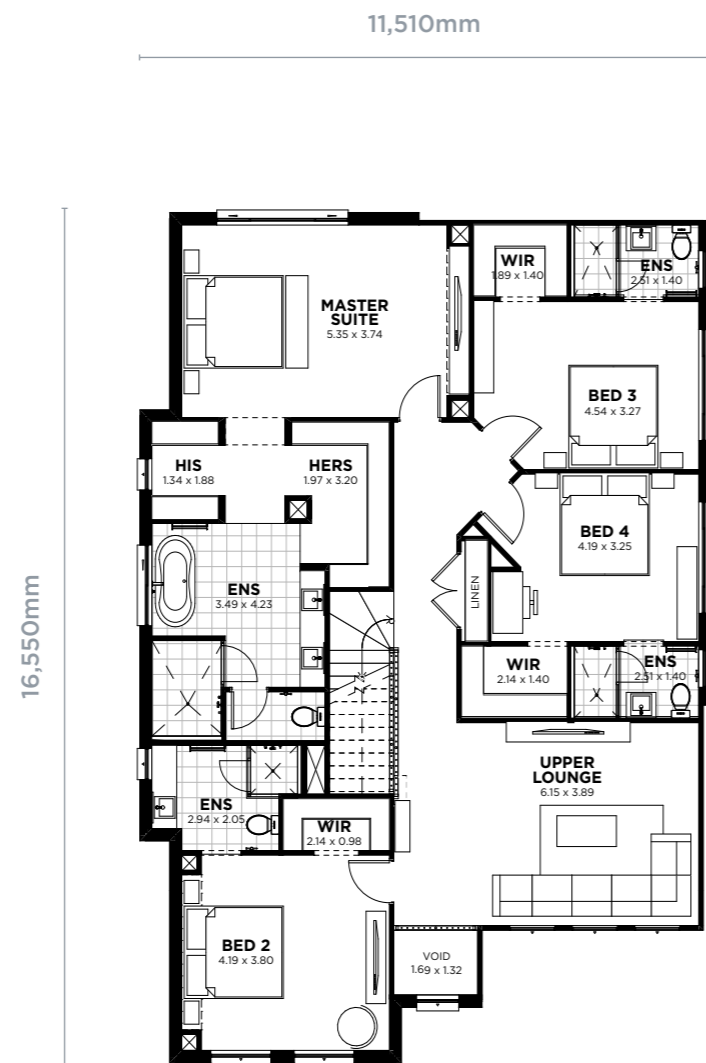 11,510mm
16,550mm
MASTER
SUITE
5.35 x 3.74
WIR
1.89 x 1.40
ENS
2.51 x 1.40
BED 3
4.54 x 3.27
HIS
1.34 x 1.88
HERS
1.97 x 3.20
BED 4
4.19 x 3.25
ENS
3.49 x 4.23
LINEN
WIR
2.14 x 1.40
ENS
2.51 x 1.40
UPPER
LOUNGE
6.15 x 3.89
ENS
2.94 x 2.05
WIR
2.14 x 0.98
BED 2
4.19 x 3.80
VOID
1.69 x 1.32